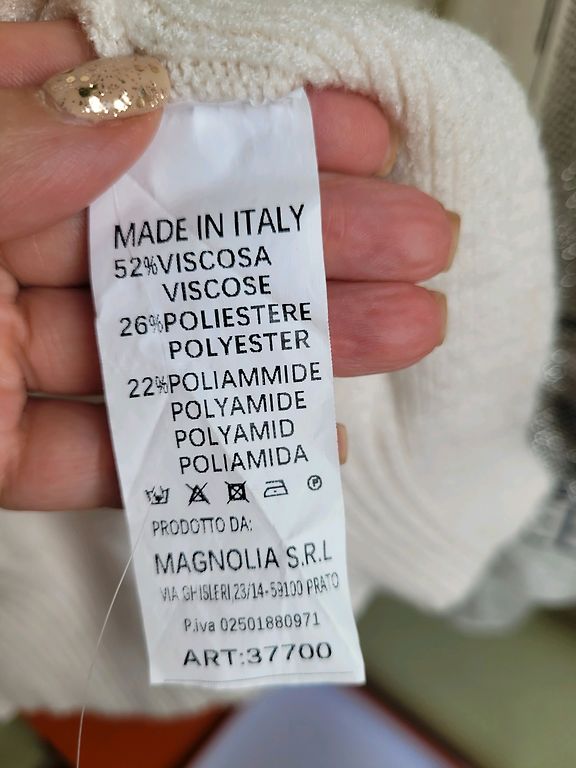 MADE IN ITALY
52%VISCOSA
VISCOSE
26%POLIESTERE
POLYESTER
22%POLIAMMIDE
POLYAMIDE
POLYAMID
POLIAMIDA
P
PRODOTTO DA:
MAGNOLIA S.R.L
VIA GHISLERI,23/14-59100 PRATO
P.iva 02501880971
ART:37700